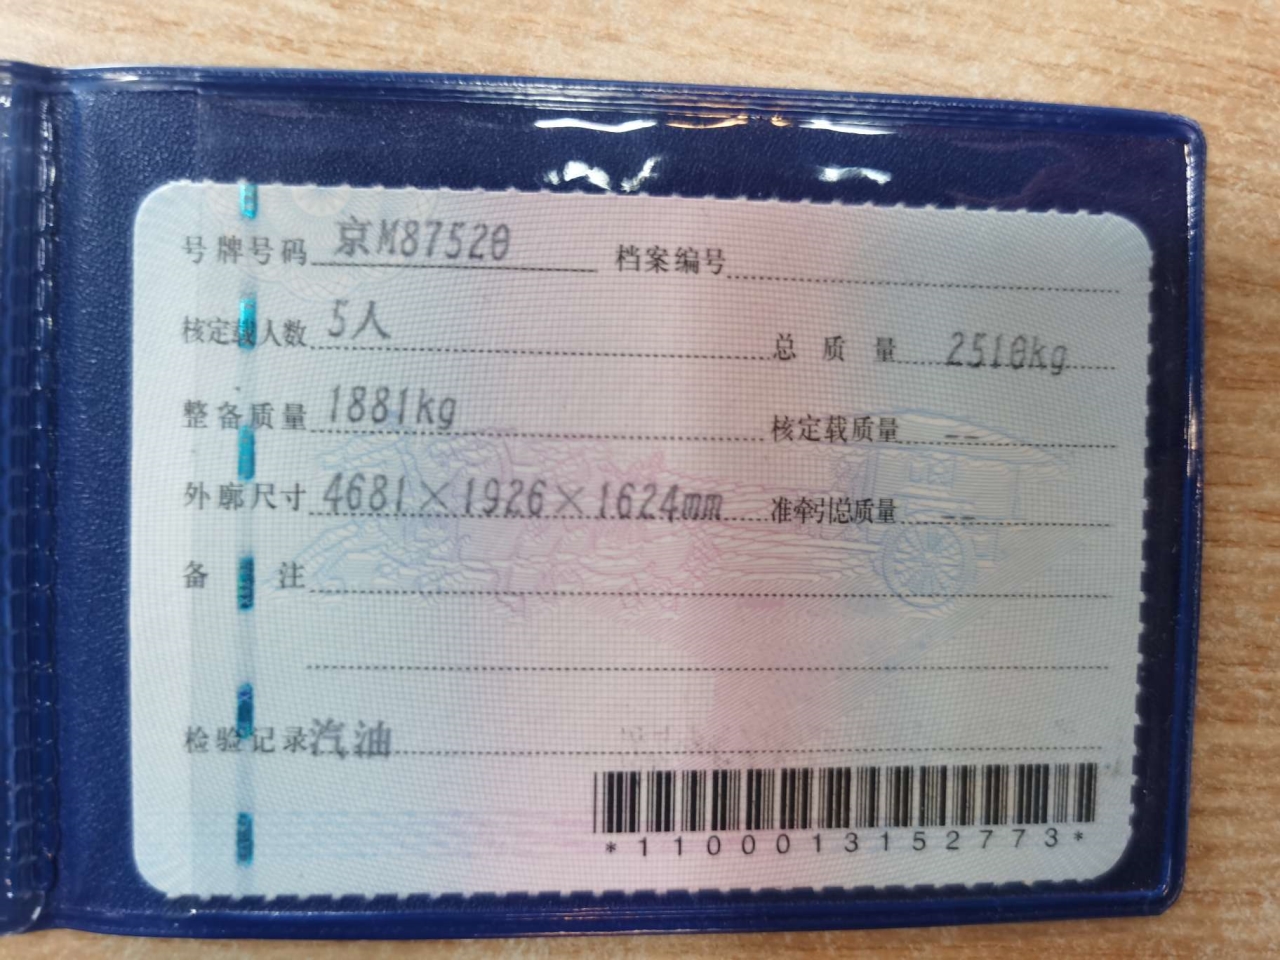 号牌号码 京M87520 档案编号
核定载人数 5人
总质量 2510kg
整备质量 1881kg 核定载质量 --
外廓尺寸 4681×1926×1624mm 准牵引总质量 --
备注
检验记录 汽油
*1100013152773*